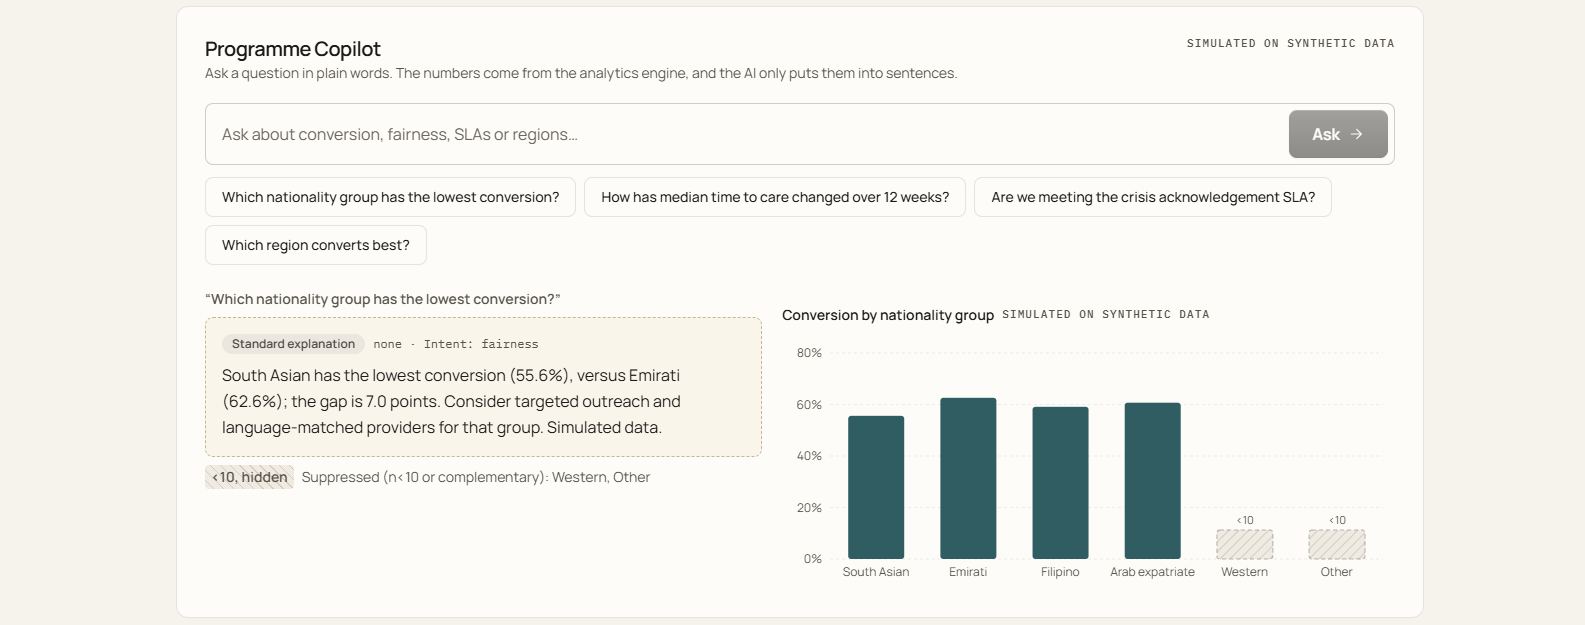 Programme Copilot
SIMULATED ON SYNTHETIC DATA
Ask a question in plain words. The numbers come from the analytics engine, and the AI only puts them into sentences.
Ask about conversion, fairness, SLAs or regions…
Ask →
Which nationality group has the lowest conversion?
How has median time to care changed over 12 weeks?
Are we meeting the crisis acknowledgement SLA?
Which region converts best?
“Which nationality group has the lowest conversion?”
Standard explanation none · Intent: fairness
South Asian has the lowest conversion (55.6%), versus Emirati
(62.6%); the gap is 7.0 points. Consider targeted outreach and
language-matched providers for that group. Simulated data.
<10, hidden Suppressed (n<10 or complementary): Western, Other
Conversion by nationality group SIMULATED ON SYNTHETIC DATA
80%
60%
40%
20%
0%
<10
<10
South Asian
Emirati
Filipino
Arab expatriate
Western
Other